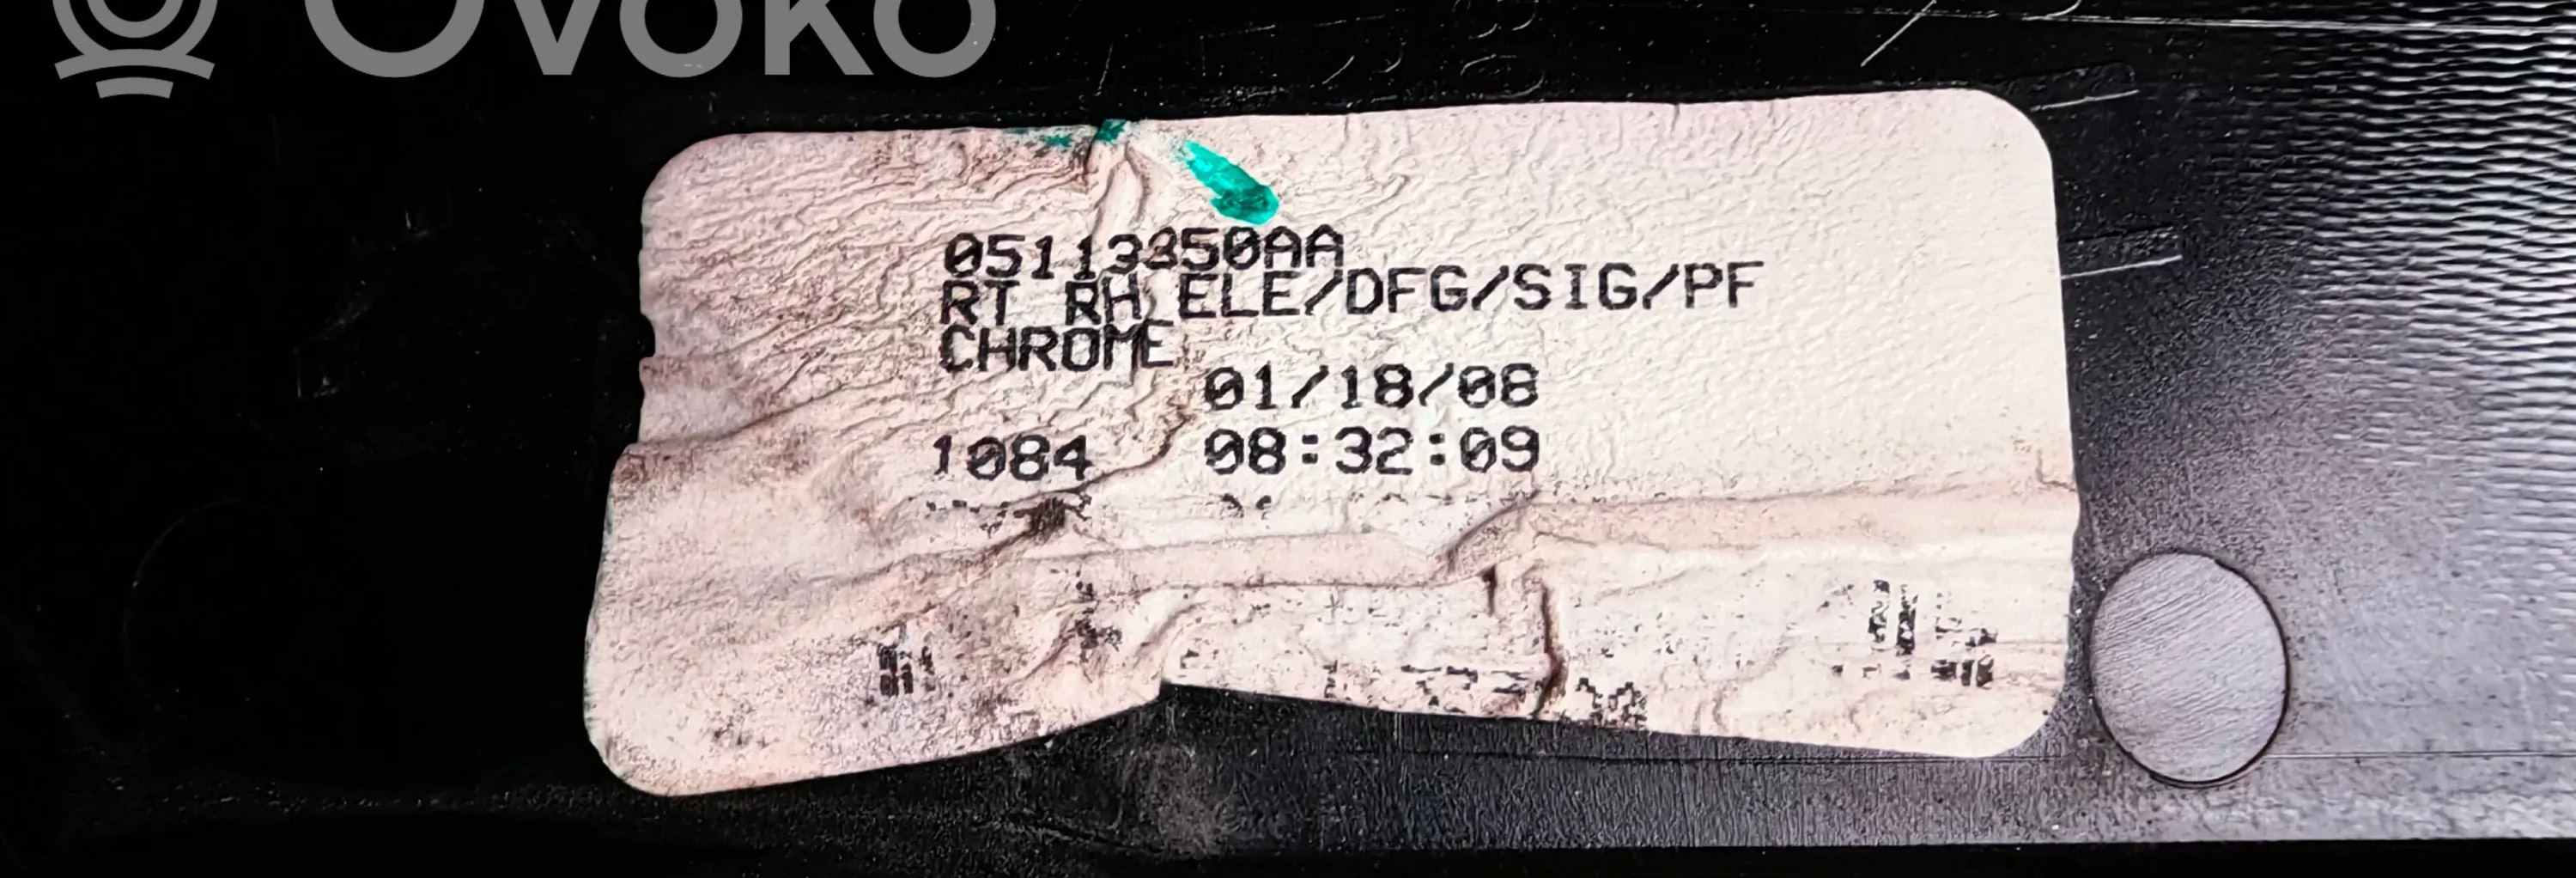 Ovoko
05113350AA
RT RH ELE/DFG/SIG/PF
CHROME
01/18/08
1084 08:32:09